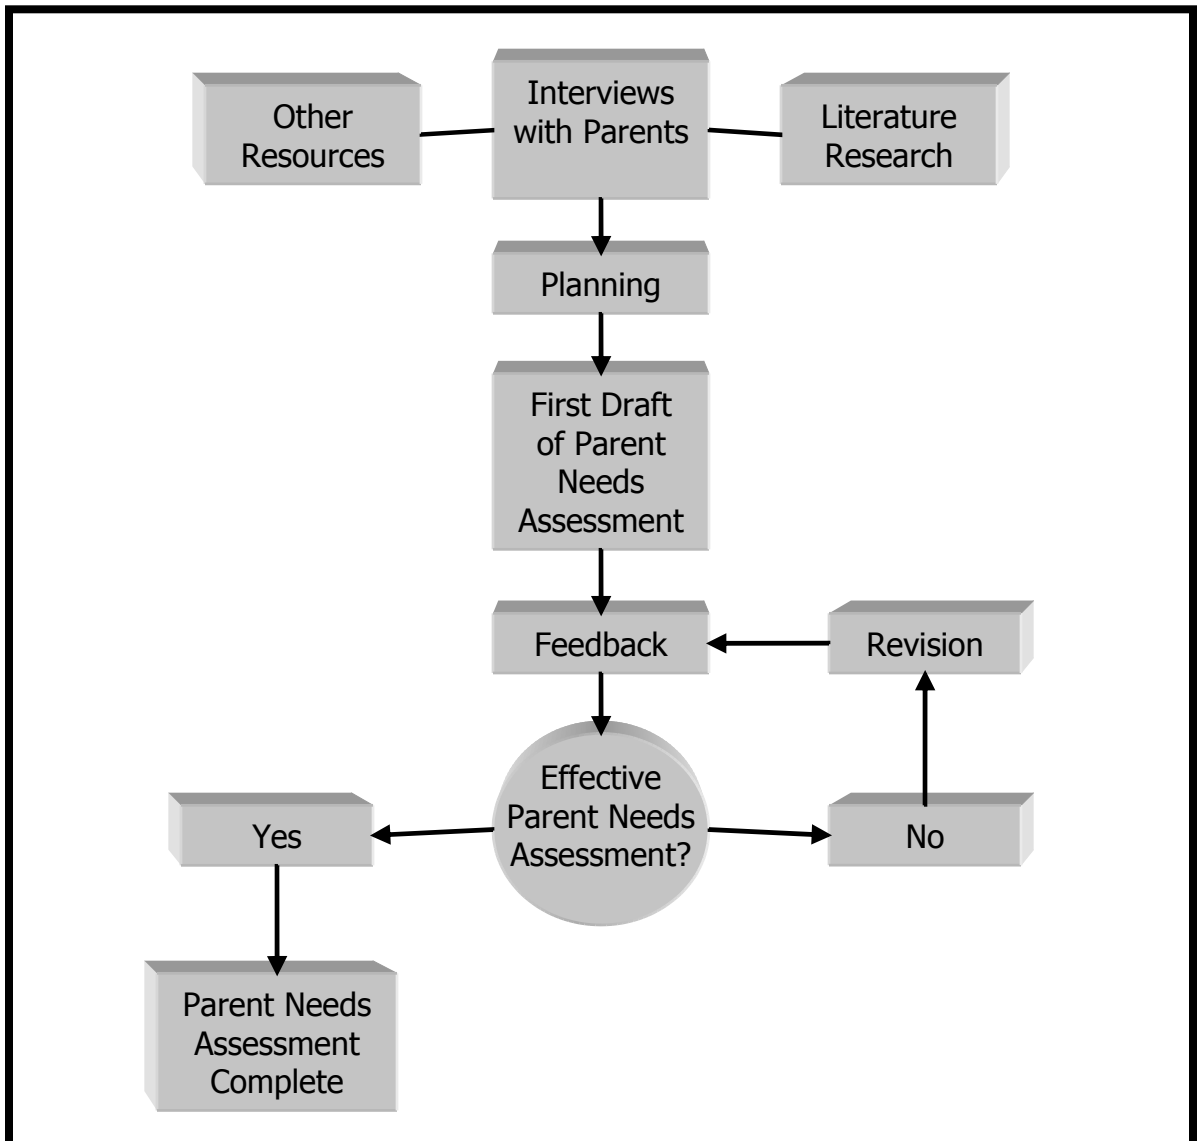 Other
Resources
Interviews
with Parents
Literature
Research
Planning
First Draft
of Parent
Needs
Assessment
Feedback
Revision
Effective
Parent Needs
Assessment?
Yes
No
Parent Needs
Assessment
Complete